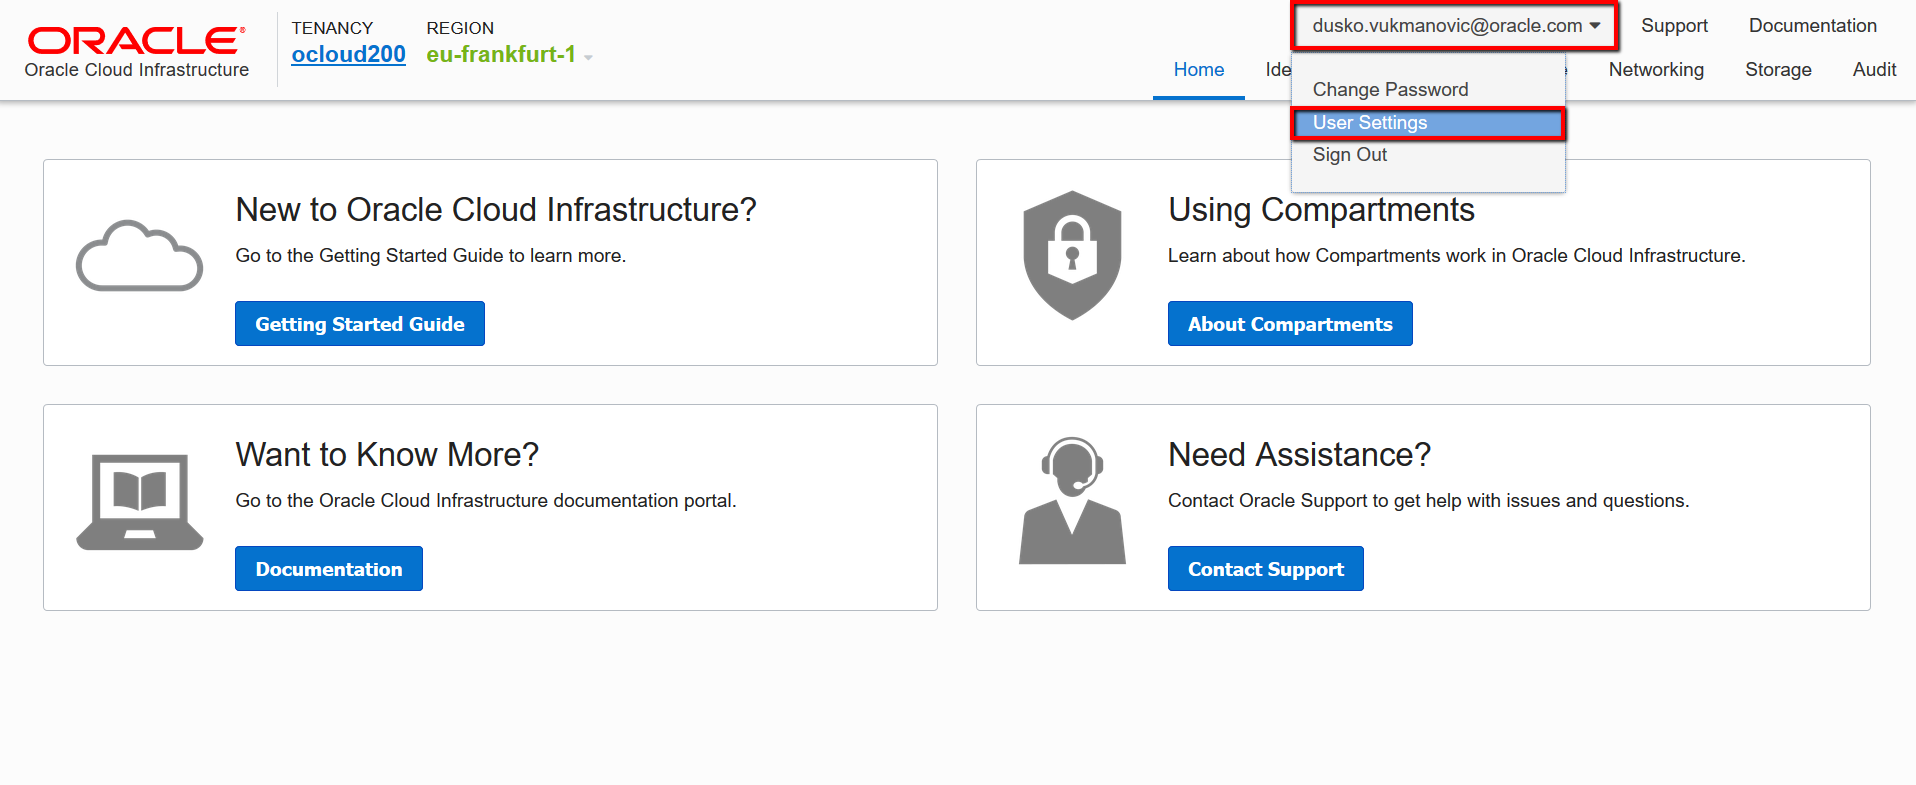 ORACLE®
Oracle Cloud Infrastructure
TENANCY
ocloud200
REGION
eu-frankfurt-1
dusko.vukmanovic@oracle.com
Support
Documentation
Home
Ide
Networking
Storage
Audit
Change Password
User Settings
Sign Out
New to Oracle Cloud Infrastructure?
Go to the Getting Started Guide to learn more.
Getting Started Guide
Using Compartments
Learn about how Compartments work in Oracle Cloud Infrastructure.
About Compartments
Want to Know More?
Go to the Oracle Cloud Infrastructure documentation portal.
Documentation
Need Assistance?
Contact Oracle Support to get help with issues and questions.
Contact Support